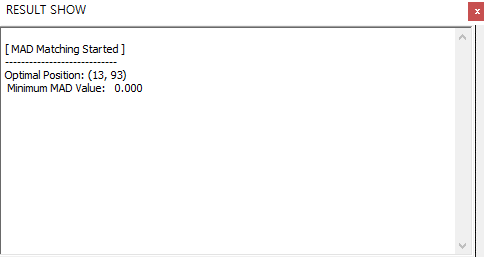 RESULT SHOW
x
[ MAD Matching Started ]
----------------------------
Optimal Position: (13, 93)
Minimum MAD Value:   0.000